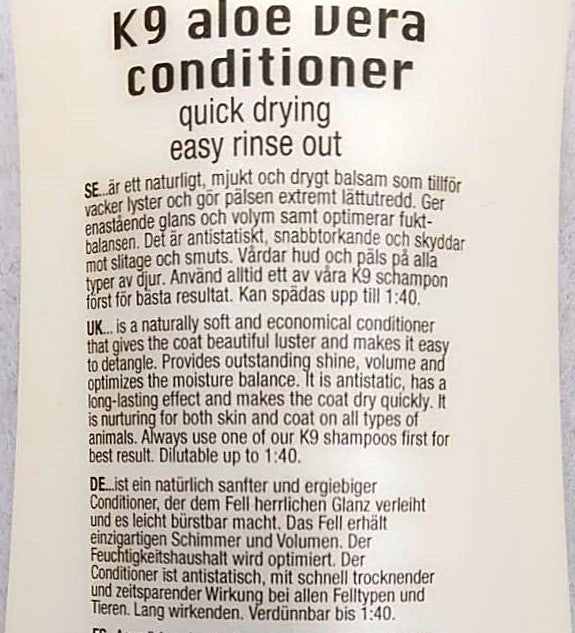 K9 aloe vera
conditioner
quick drying
easy rinse out
SE...är ett naturligt, mjukt och drygt balsam som tillför
vacker lyster och gör pälsen extremt lättutredd. Ger
enastående glans och volym samt optimerar fukt-
balansen. Det är antistatiskt, snabbtorkande och skyddar
mot slitage och smuts. Vårdar hud och päls på alla
typer av djur. Använd alltid ett av våra K9 schampon
först för bästa resultat. Kan spädas upp till 1:40.
UK... is a naturally soft and economical conditioner
that gives the coat beautiful luster and makes it easy
to detangle. Provides outstanding shine, volume and
optimizes the moisture balance. It is antistatic, has a
long-lasting effect and makes the coat dry quickly. It
is nurturing for both skin and coat on all types of
animals. Always use one of our K9 shampoos first for
best result. Dilutable up to 1:40.
DE...ist ein natürlich sanfter und ergiebiger
Conditioner, der dem Fell herrlichen Glanz verleiht
und es leicht bürstbar macht. Das Fell erhält
einzigartigen Schimmer und Volumen. Der
Feuchtigkeitshaushalt wird optimiert. Der
Conditioner ist antistatisch, mit schnell trocknender
und zeitsparender Wirkung bei allen Felltypen und
Tieren. Lang wirkenden. Verdünnbar bis 1:40.